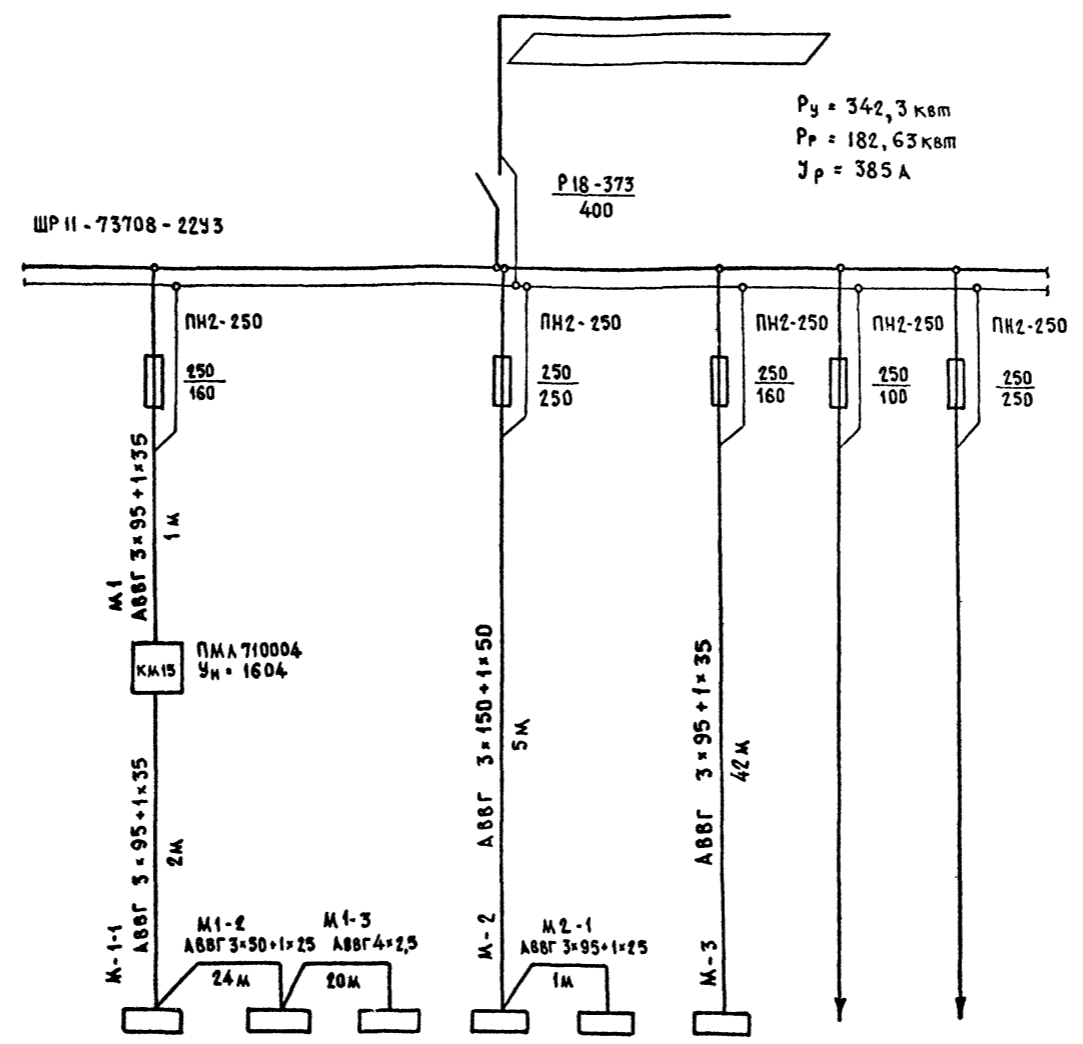 Ру = 342,3 квт
Рр = 182,63 квт
Ур = 385 А
Р18-373
400
ШР11-73708-22У3
ПН2-250
250
160
ПН2-250
250
250
ПН2-250
250
160
ПН2-250
250
100
ПН2-250
250
250
М1
АВВГ 3×95+1×35
1м
КМ15
ПМЛ 710004
Ун = 1604
М-1-1
АВВГ 3×95+1×35
2м
М1-2
АВВГ 3×50+1×25
24м
М1-3
АВВГ 4×2,5
20м
М-2
АВВГ 3×150+1×50
5м
М2-1
АВВГ 3×95+1×25
1м
М-3
АВВГ 3×95+1×35
42м